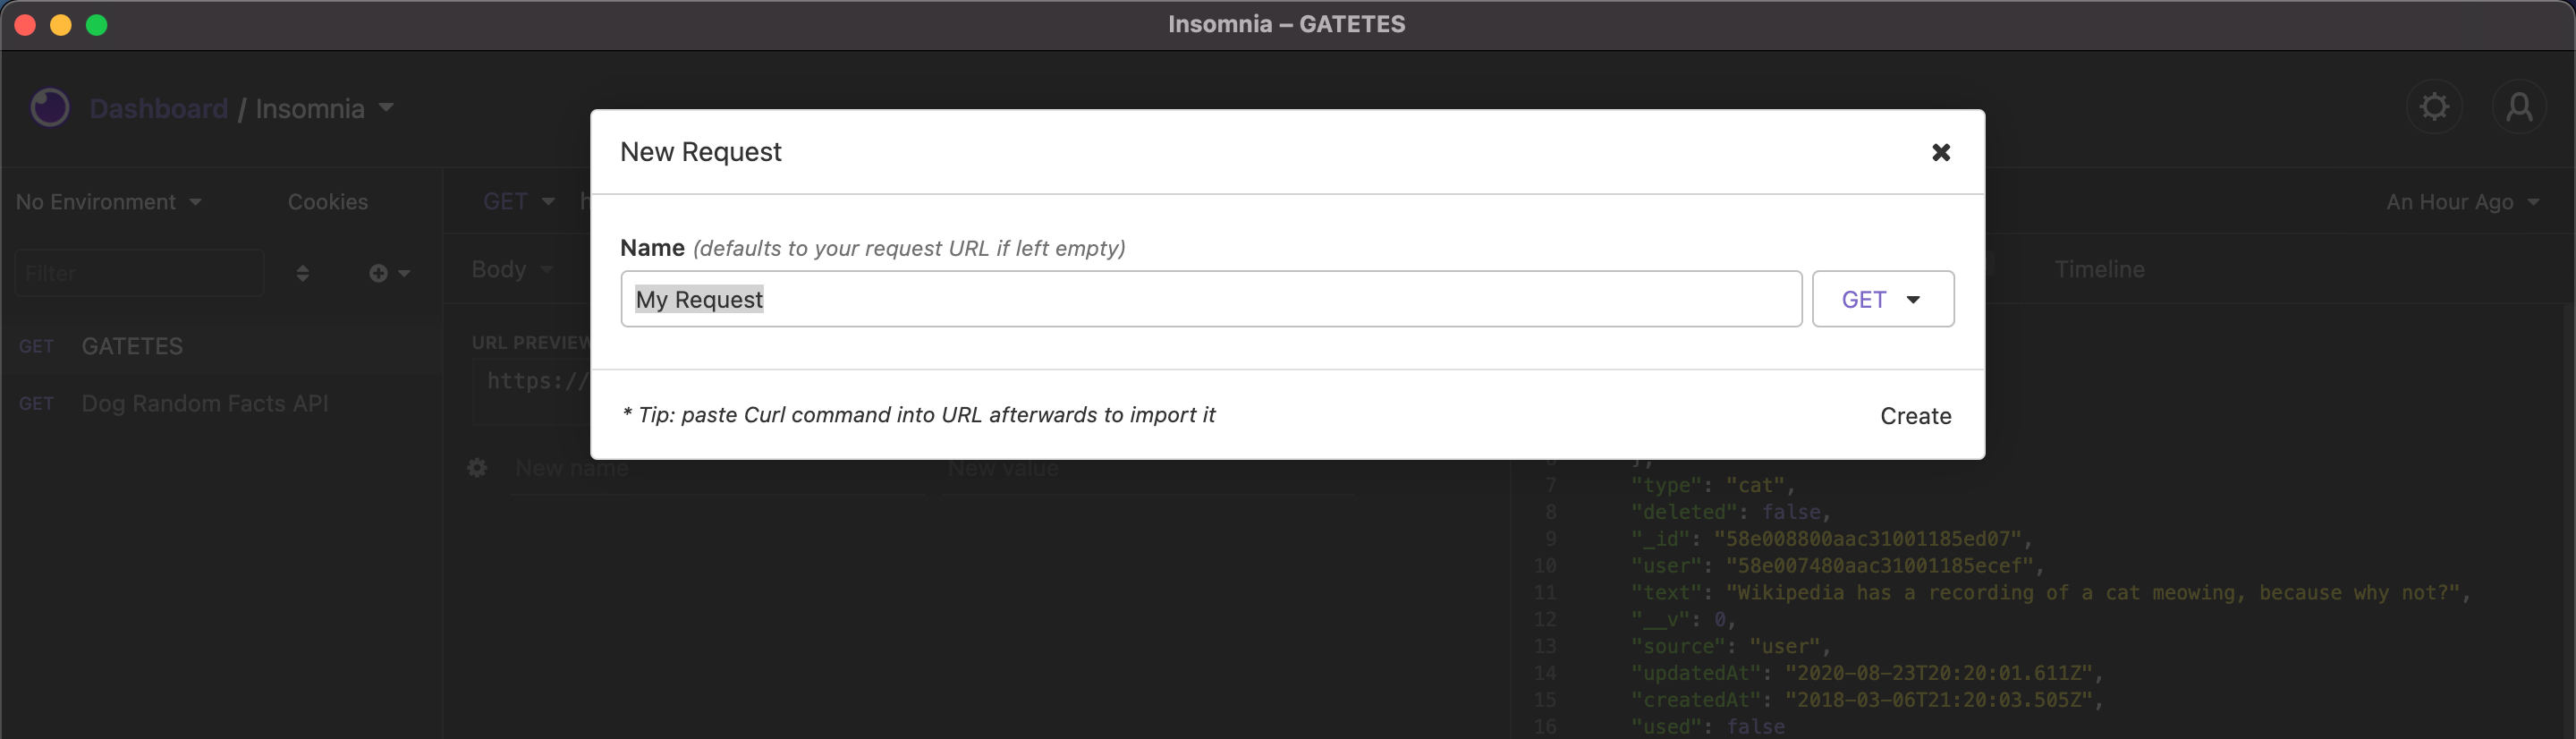 Insomnia – GATETES
Dashboard / Insomnia
New Request
No Environment
Cookies
GET
An Hour Ago
Name (defaults to your request URL if left empty)
Filter
Body
Timeline
My Request
GET
GET GATETES
URL PREVIEW
https://
GET Dog Random Facts API
* Tip: paste Curl command into URL afterwards to import it
Create
New name
New value
7 "type": "cat",
8 "deleted": false,
9 "_id": "58e008800aac31001185ed07",
10 "user": "58e007480aac31001185ecef",
11 "text": "Wikipedia has a recording of a cat meowing, because why not?",
12 "__v": 0,
13 "source": "user",
14 "updatedAt": "2020-08-23T20:20:01.611Z",
15 "createdAt": "2018-03-06T21:20:03.505Z",
16 "used": false